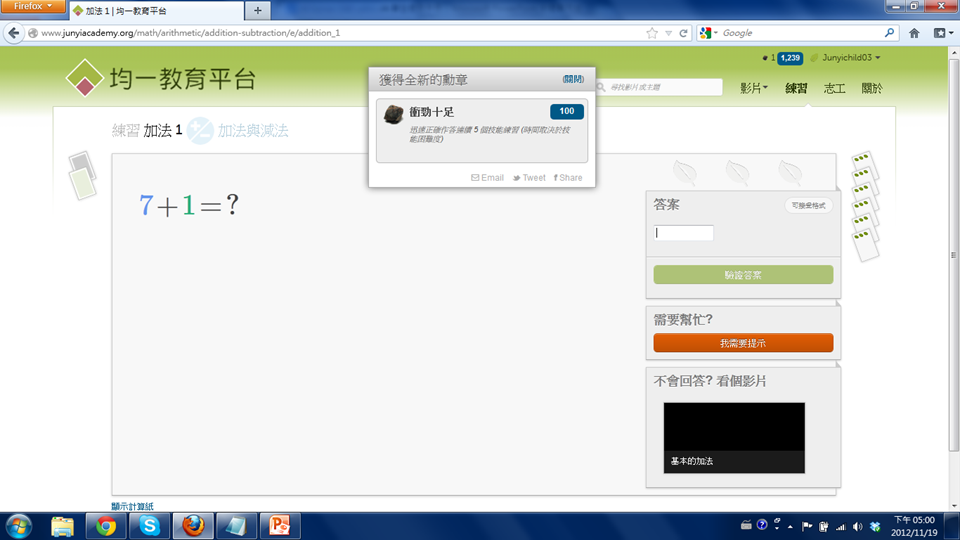 Firefox
加法 1 | 均一教育平台
www.junyiacademy.org/math/arithmetic/addition-subtraction/e/addition_1
Google
均一教育平台
1 1,239 Junyichild03
尋找影片或主題
影片 練習 志工 關於
獲得全新的勳章 (關閉)
衝勁十足 100
迅速正確作答連續 5 個技能練習 (時間取決於技
能困難度)
Email Tweet Share
練習 加法 1 加法與減法
7+1=?
答案
可接受格式
驗證答案
需要幫忙?
我需要提示
不會回答? 看個影片
基本的加法
顯示計算紙
下午 05:00
2012/11/19